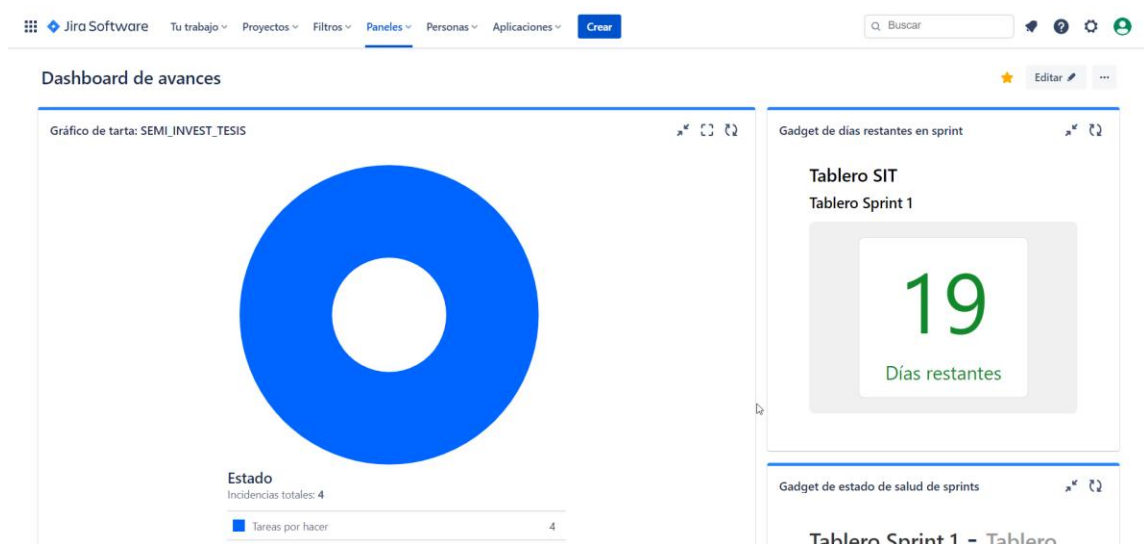 Jira Software Tu trabajo Proyectos Filtros Paneles Personas Aplicaciones Crear Buscar
Dashboard de avances Editar
Gráfico de tarta: SEMI_INVEST_TESIS
Estado
Incidencias totales: 4
Tareas por hacer 4
Gadget de días restantes en sprint
Tablero SIT
Tablero Sprint 1
19
Días restantes
Gadget de estado de salud de sprints
Tablero Sprint 1 - Tablero